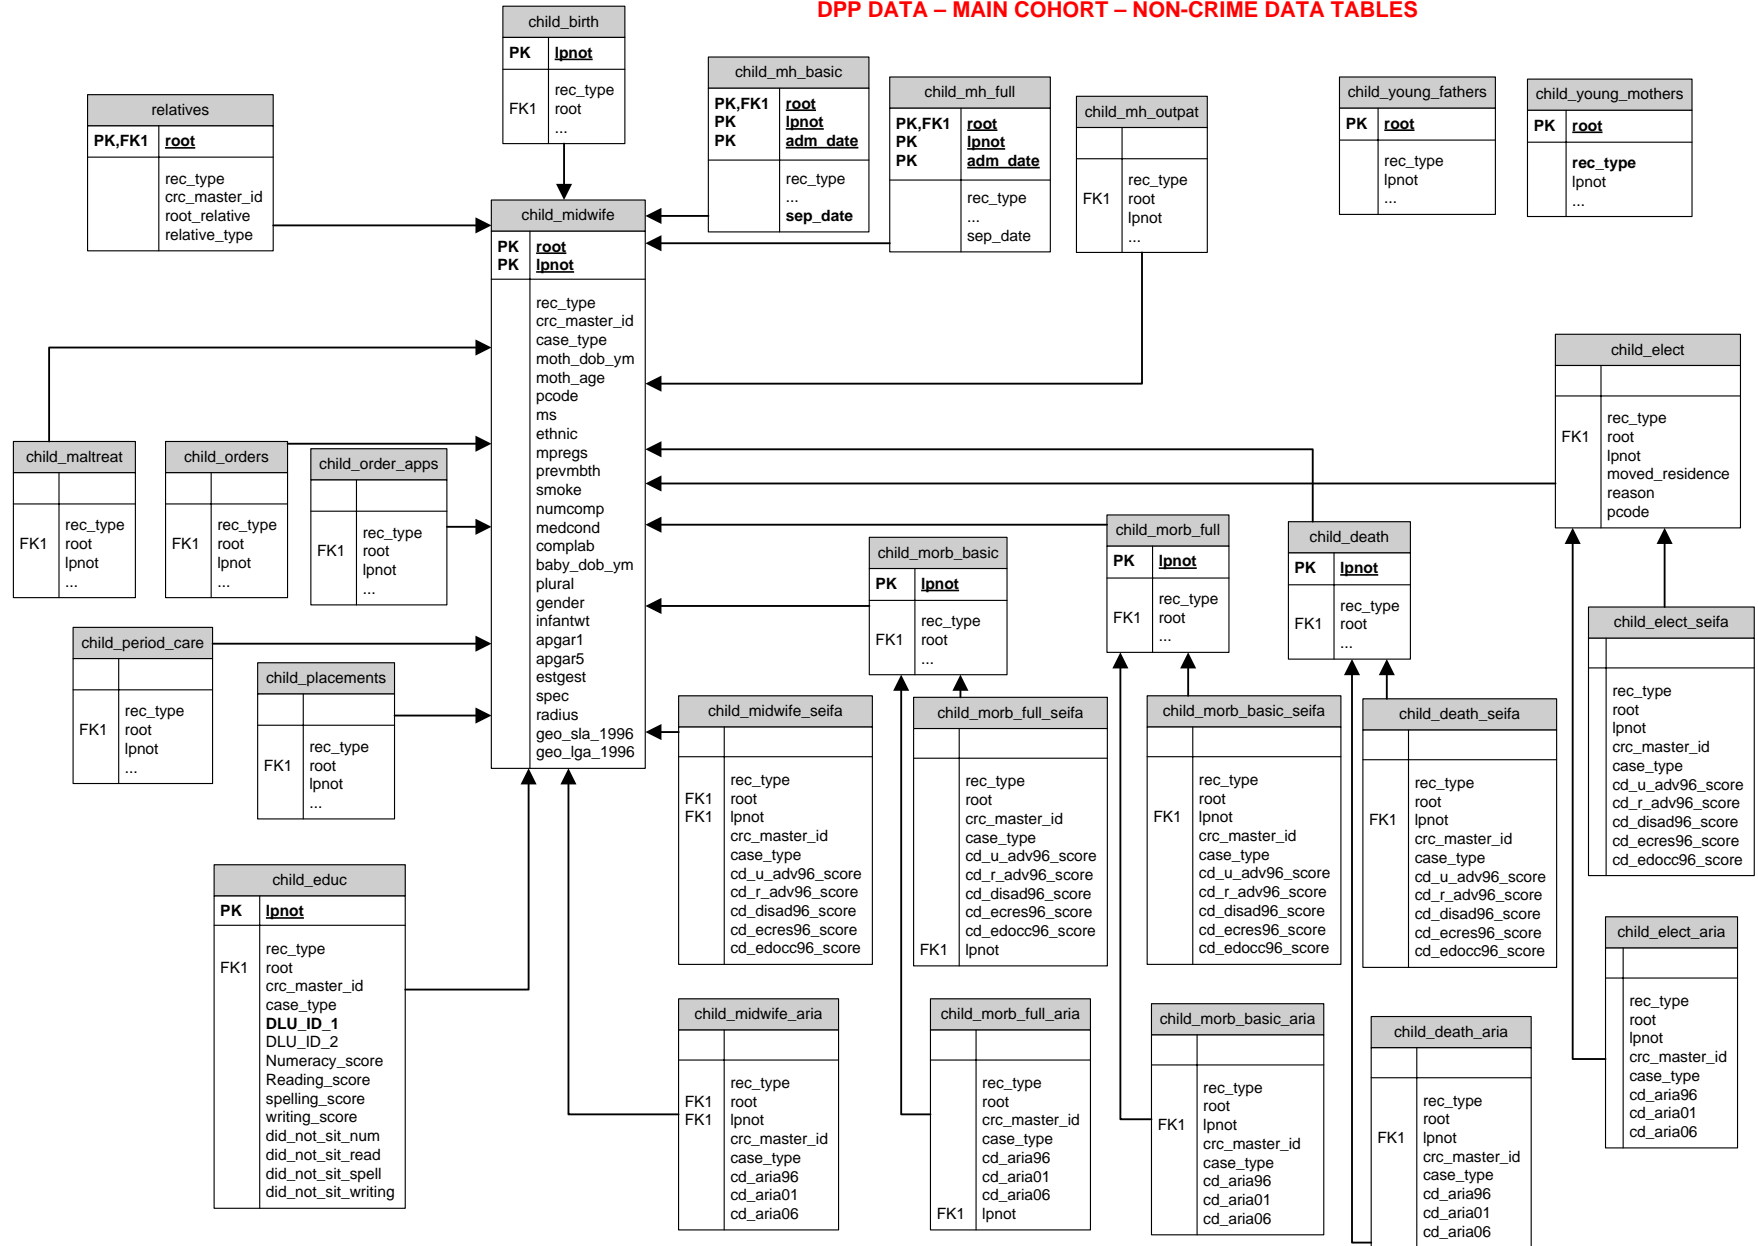 DPP DATA – MAIN COHORT – NON-CRIME DATA TABLES
child_birth
PK lpnot
rec_type
FK1 root
...
relatives
PK,FK1 root
rec_type
crc_master_id
root_relative
relative_type
child_mh_basic
PK,FK1 root
PK lpnot
PK adm_date
rec_type
...
sep_date
child_mh_full
PK,FK1 root
PK lpnot
PK adm_date
rec_type
...
sep_date
child_mh_outpat
rec_type
FK1 root
lpnot
...
child_young_fathers
PK root
rec_type
lpnot
...
child_young_mothers
PK root
rec_type
lpnot
...
child_midwife
PK root
PK lpnot
rec_type
crc_master_id
case_type
moth_dob_ym
moth_age
pcode
ms
ethnic
mpregs
prevmbth
smoke
numcomp
medcond
complab
baby_dob_ym
plural
gender
infantwt
apgar1
apgar5
estgest
spec
radius
geo_sla_1996
geo_lga_1996
child_elect
rec_type
FK1 root
lpnot
moved_residence
reason
pcode
child_maltreat
rec_type
FK1 root
lpnot
...
child_orders
rec_type
FK1 root
lpnot
...
child_order_apps
rec_type
FK1 root
lpnot
...
child_morb_basic
PK lpnot
rec_type
FK1 root
...
child_morb_full
PK lpnot
rec_type
FK1 root
...
child_death
PK lpnot
rec_type
FK1 root
...
child_period_care
rec_type
FK1 root
lpnot
...
child_placements
rec_type
FK1 root
lpnot
...
child_elect_seifa
rec_type
root
lpnot
crc_master_id
case_type
cd_u_adv96_score
cd_r_adv96_score
cd_disad96_score
cd_ecres96_score
cd_edocc96_score
child_midwife_seifa
rec_type
FK1 root
FK1 lpnot
crc_master_id
case_type
cd_u_adv96_score
cd_r_adv96_score
cd_disad96_score
cd_ecres96_score
cd_edocc96_score
child_morb_full_seifa
rec_type
root
crc_master_id
case_type
cd_u_adv96_score
cd_r_adv96_score
cd_disad96_score
cd_ecres96_score
cd_edocc96_score
FK1 lpnot
child_morb_basic_seifa
rec_type
root
FK1 lpnot
crc_master_id
case_type
cd_u_adv96_score
cd_r_adv96_score
cd_disad96_score
cd_ecres96_score
cd_edocc96_score
child_death_seifa
rec_type
root
FK1 lpnot
crc_master_id
case_type
cd_u_adv96_score
cd_r_adv96_score
cd_disad96_score
cd_ecres96_score
cd_edocc96_score
child_educ
PK lpnot
rec_type
FK1 root
crc_master_id
case_type
DLU_ID_1
DLU_ID_2
Numeracy_score
Reading_score
spelling_score
writing_score
did_not_sit_num
did_not_sit_read
did_not_sit_spell
did_not_sit_writing
child_midwife_aria
rec_type
FK1 root
FK1 lpnot
crc_master_id
case_type
cd_aria96
cd_aria01
cd_aria06
child_morb_full_aria
rec_type
root
crc_master_id
case_type
cd_aria96
cd_aria01
cd_aria06
FK1 lpnot
child_morb_basic_aria
rec_type
root
FK1 lpnot
crc_master_id
case_type
cd_aria96
cd_aria01
cd_aria06
child_death_aria
rec_type
root
FK1 lpnot
crc_master_id
case_type
cd_aria96
cd_aria01
cd_aria06
child_elect_aria
rec_type
root
lpnot
crc_master_id
case_type
cd_aria96
cd_aria01
cd_aria06